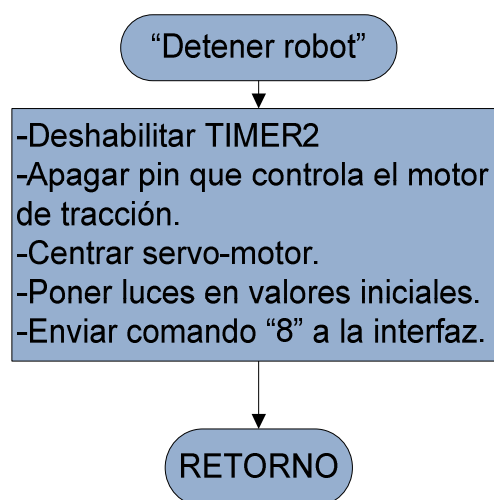 “Detener robot”
-Deshabilitar TIMER2
-Apagar pin que controla el motor
de tracción.
-Centrar servo-motor.
-Poner luces en valores iniciales.
-Enviar comando “8” a la interfaz.
RETORNO